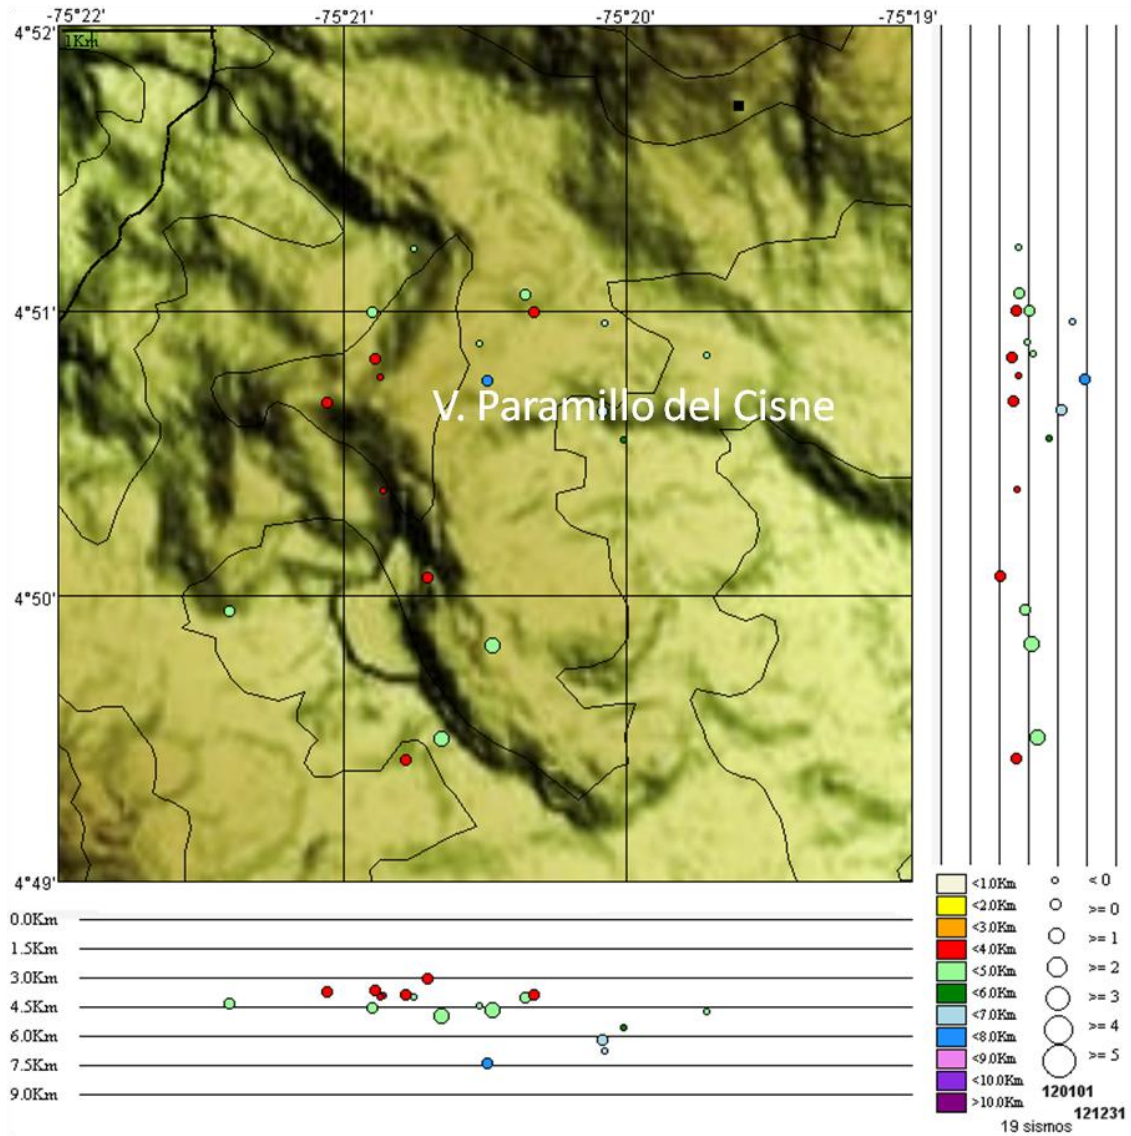 -75°22' -75°21' -75°20' -75°19'
4°52'
1Km
4°51'
V. Paramillo del Cisne
4°50'
4°49'
0.0Km
1.5Km
3.0Km
4.5Km
6.0Km
7.5Km
9.0Km
<1.0Km
<2.0Km
<3.0Km
<4.0Km
<5.0Km
<6.0Km
<7.0Km
<8.0Km
<9.0Km
<10.0Km
>10.0Km
< 0
>= 0
>= 1
>= 2
>= 3
>= 4
>= 5
120101
121231
19 sismos